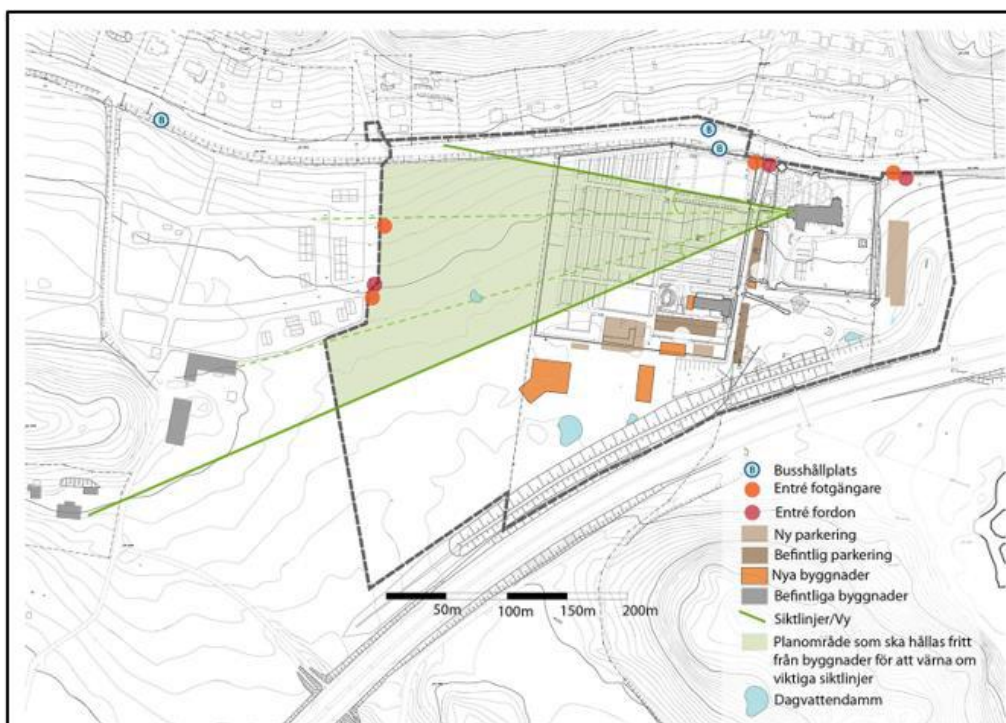 B
B
B
B
Busshållplats
Entré fotgängare
Entré fordon
Ny parkering
Befintlig parkering
Nya byggnader
Befintliga byggnader
Siktlinjer/Vy
Planområde som ska hållas fritt
från byggnader för att värna om
viktiga siktlinjer
Dagvattendamm
50m 100m 150m 200m